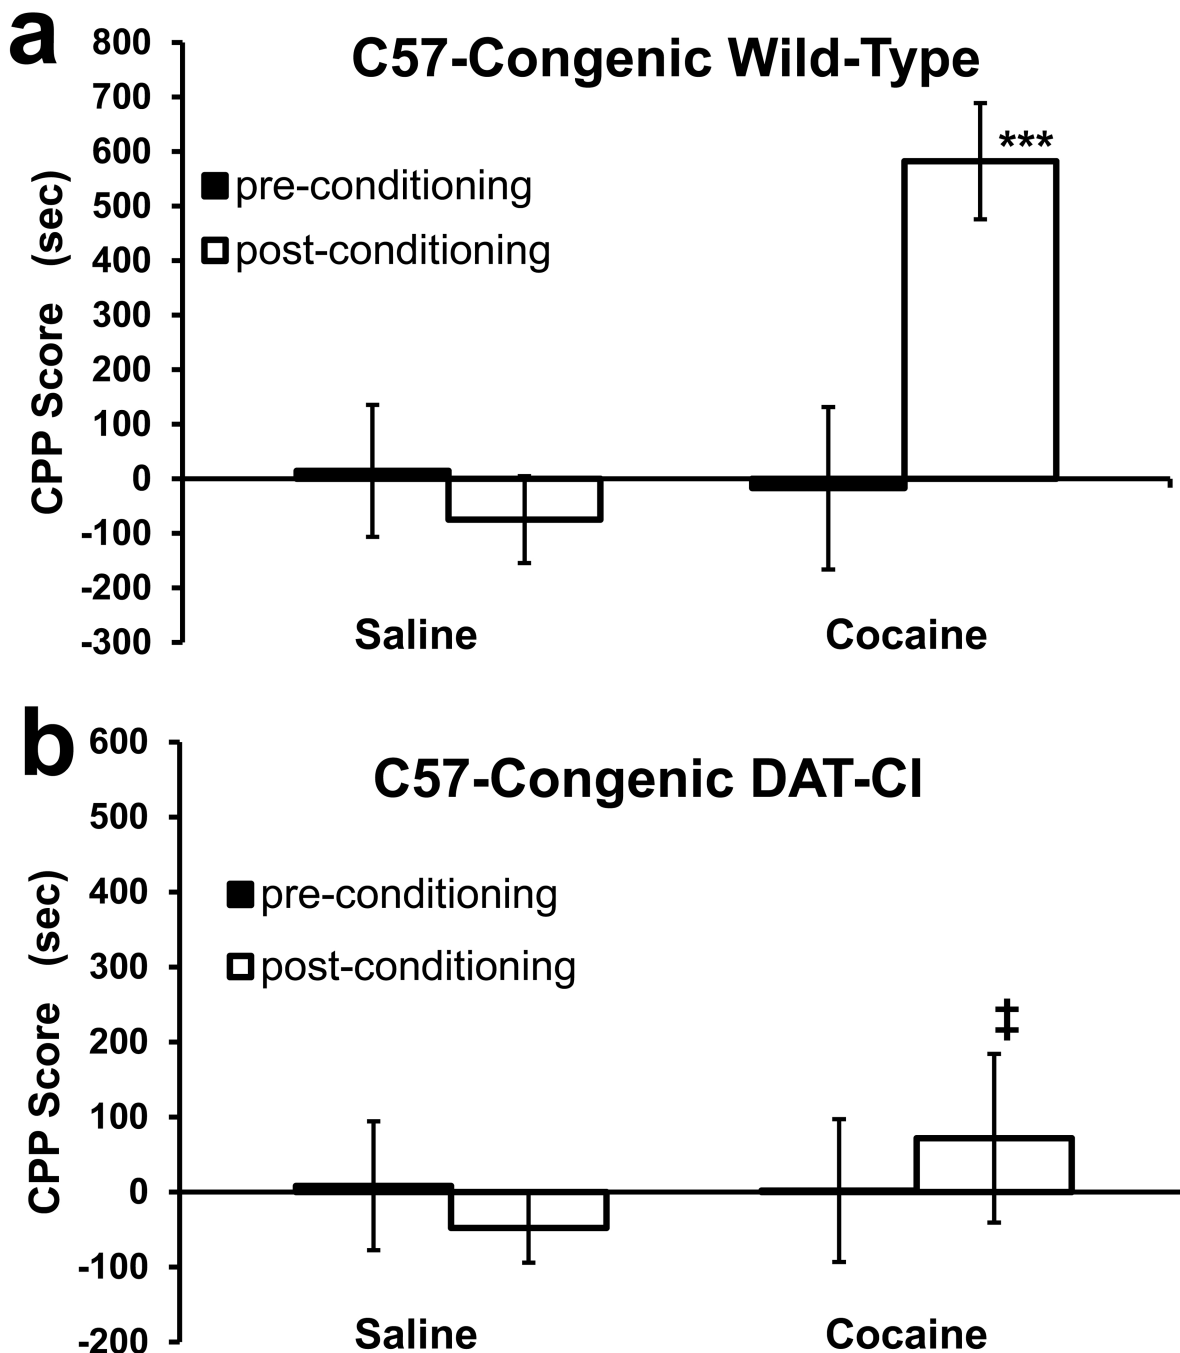 a
C57-Congenic Wild-Type
800
700
600
500
400
300
200
100
0
-100
-200
-300
CPP Score (sec)
pre-conditioning
post-conditioning
***
Saline
Cocaine
b
C57-Congenic DAT-CI
600
500
400
300
200
100
0
-100
-200
CPP Score (sec)
pre-conditioning
post-conditioning
‡
Saline
Cocaine